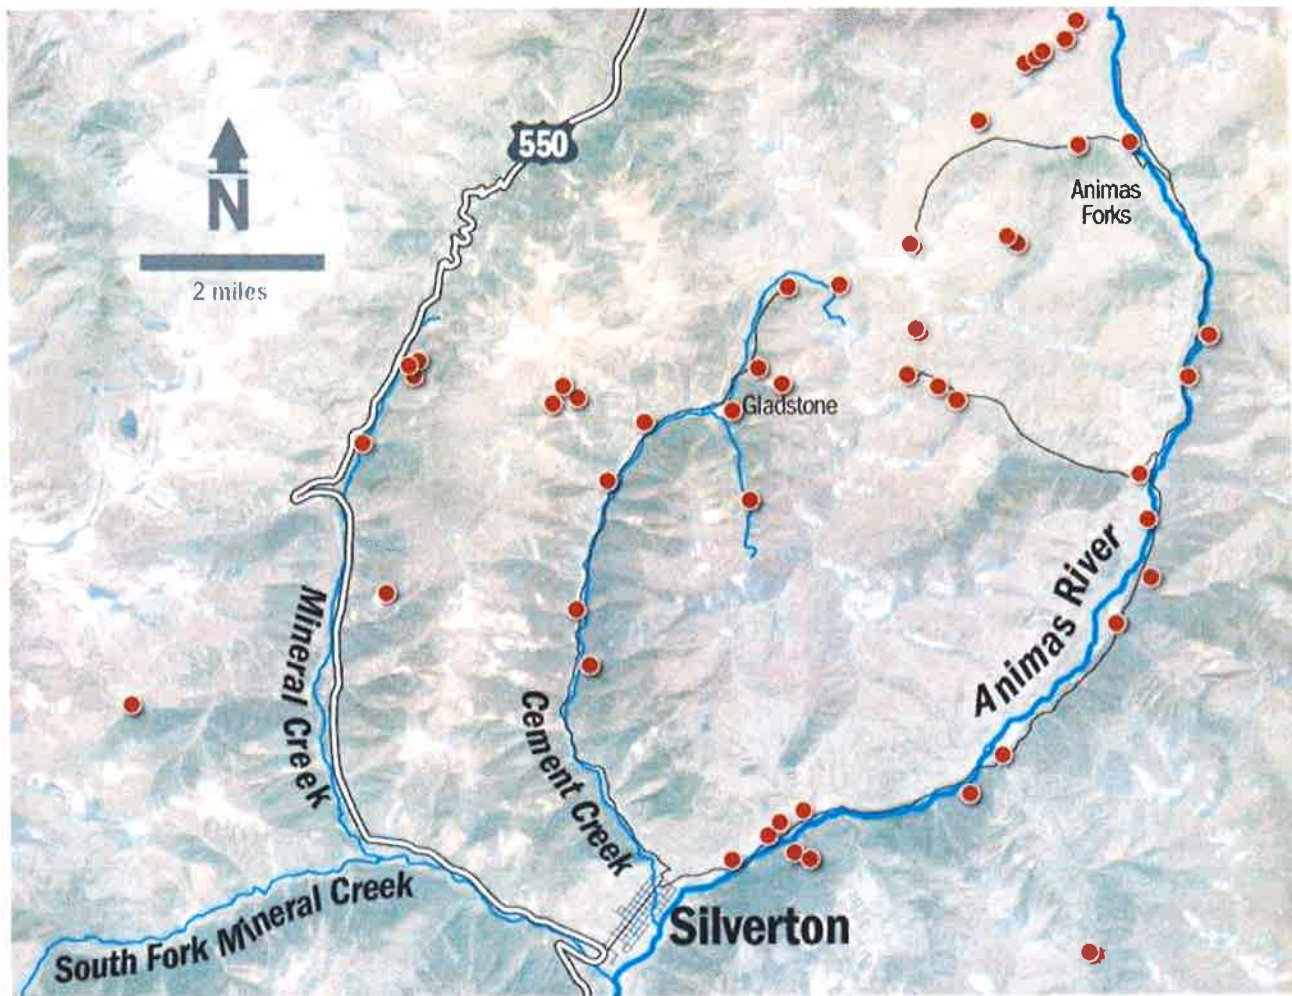 550
N
2 miles
Animas
Forks
Gladstone
Mineral Creek
Cement Creek
Animas River
South Fork Mineral Creek
Silverton